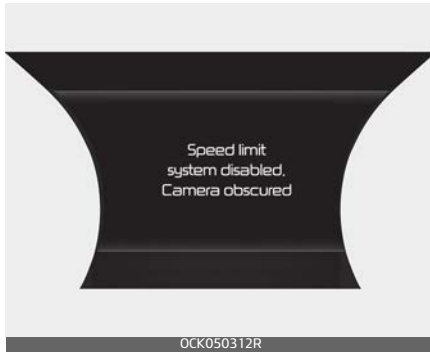 Speed limit
system disabled.
Camera obscured
OCK050312R